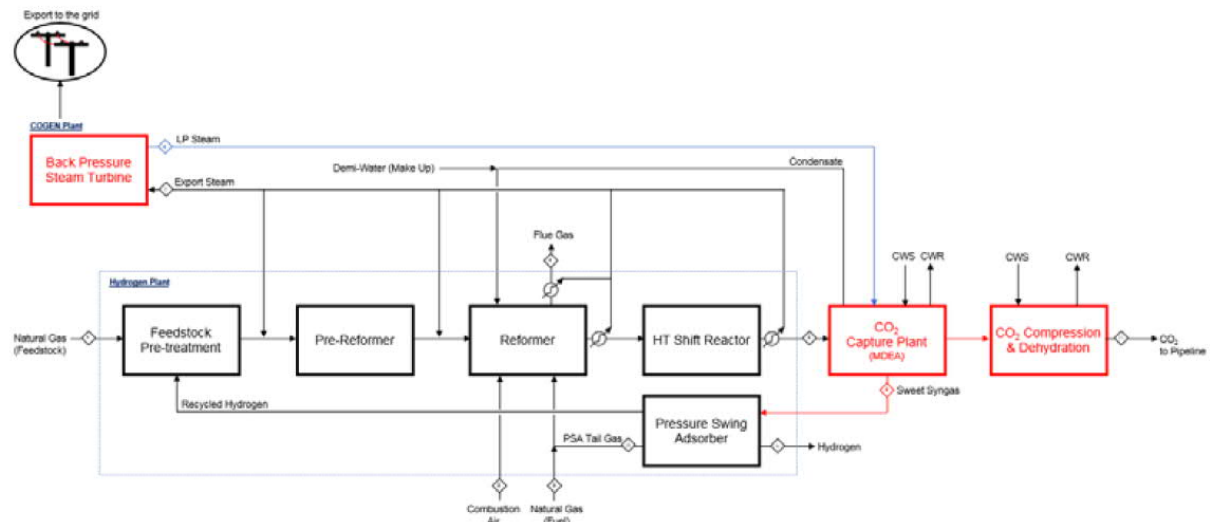 Export to the grid
COGEN Plant
Back Pressure
Steam Turbine
LP Steam
Export Steam
Demi-Water (Make Up)
Condensate
Flue Gas
CWS CWR
CWS
CWR
Hydrogen Plant
Natural Gas
(Feedstock)
Feedstock
Pre-treatment
Pre-Reformer
Reformer
HT Shift Reactor
CO₂
Capture Plant
(MDEA)
CO₂ Compression
& Dehydration
CO₂
to Pipeline
Sweet Syngas
Recycled Hydrogen
Pressure Swing
Adsorber
PSA Tail Gas
Hydrogen
Combustion
Air
Natural Gas
(Fuel)